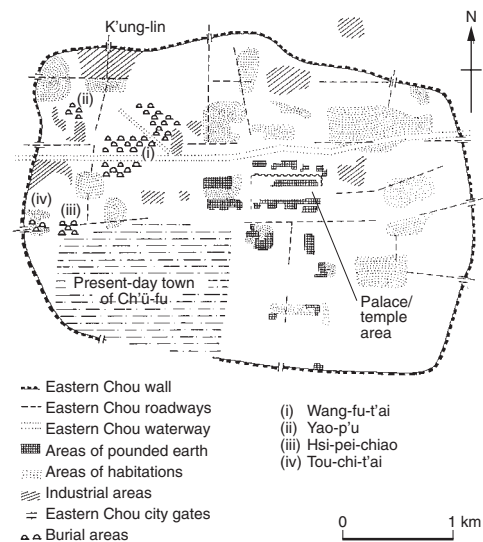 K'ung-lin
N
(ii)
(i)
(iv)
(iii)
Present-day town
of Ch'ü-fu
Palace/
temple
area
Eastern Chou wall
Eastern Chou roadways
Eastern Chou waterway
Areas of pounded earth
Areas of habitations
Industrial areas
Eastern Chou city gates
Burial areas
(i) Wang-fu-t'ai
(ii) Yao-p'u
(iii) Hsi-pei-chiao
(iv) Tou-chi-t'ai
0 1 km